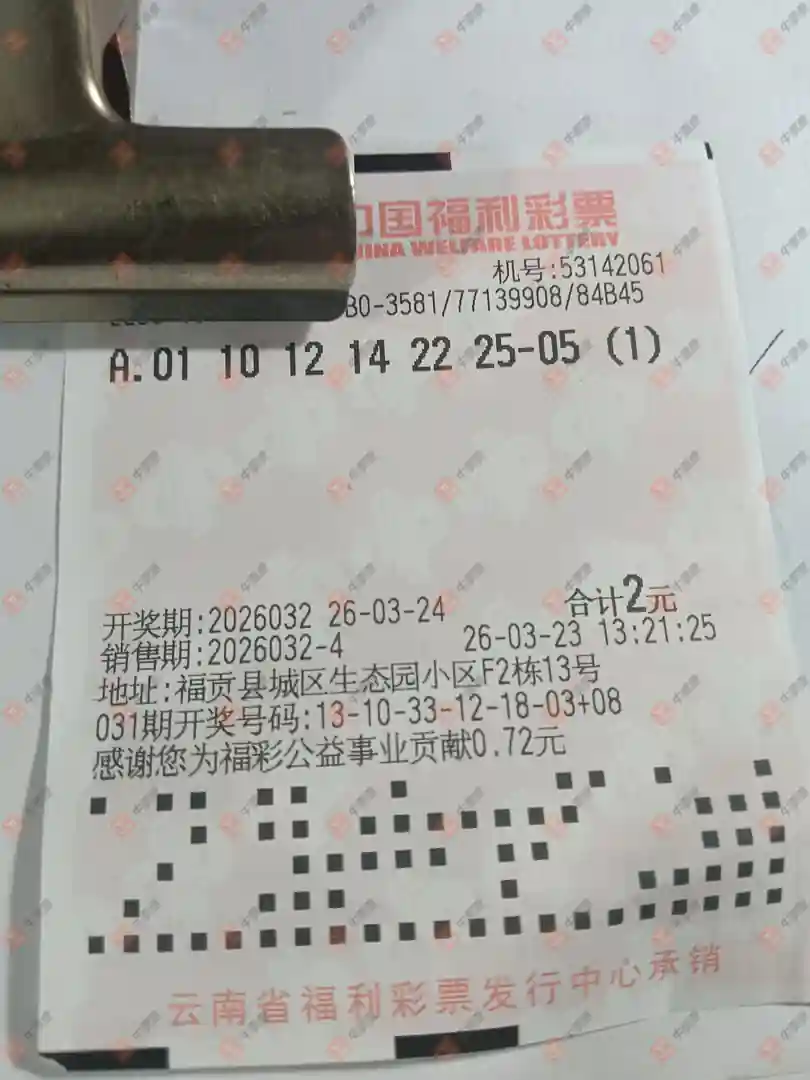 中国福利彩票
CHINA WELFARE LOTTERY
机号:53142061
B0-3581/77139908/84B45
A.01 10 12 14 22 25-05 (1)
开奖期:2026032 26-03-24 合计2元
销售期:2026032-4 26-03-23 13:21:25
地址:福贡县城区生态园小区F2栋13号
031期开奖号码:13-10-33-12-18-03+08
感谢您为福彩公益事业贡献0.72元
云南省福利彩票发行中心承销